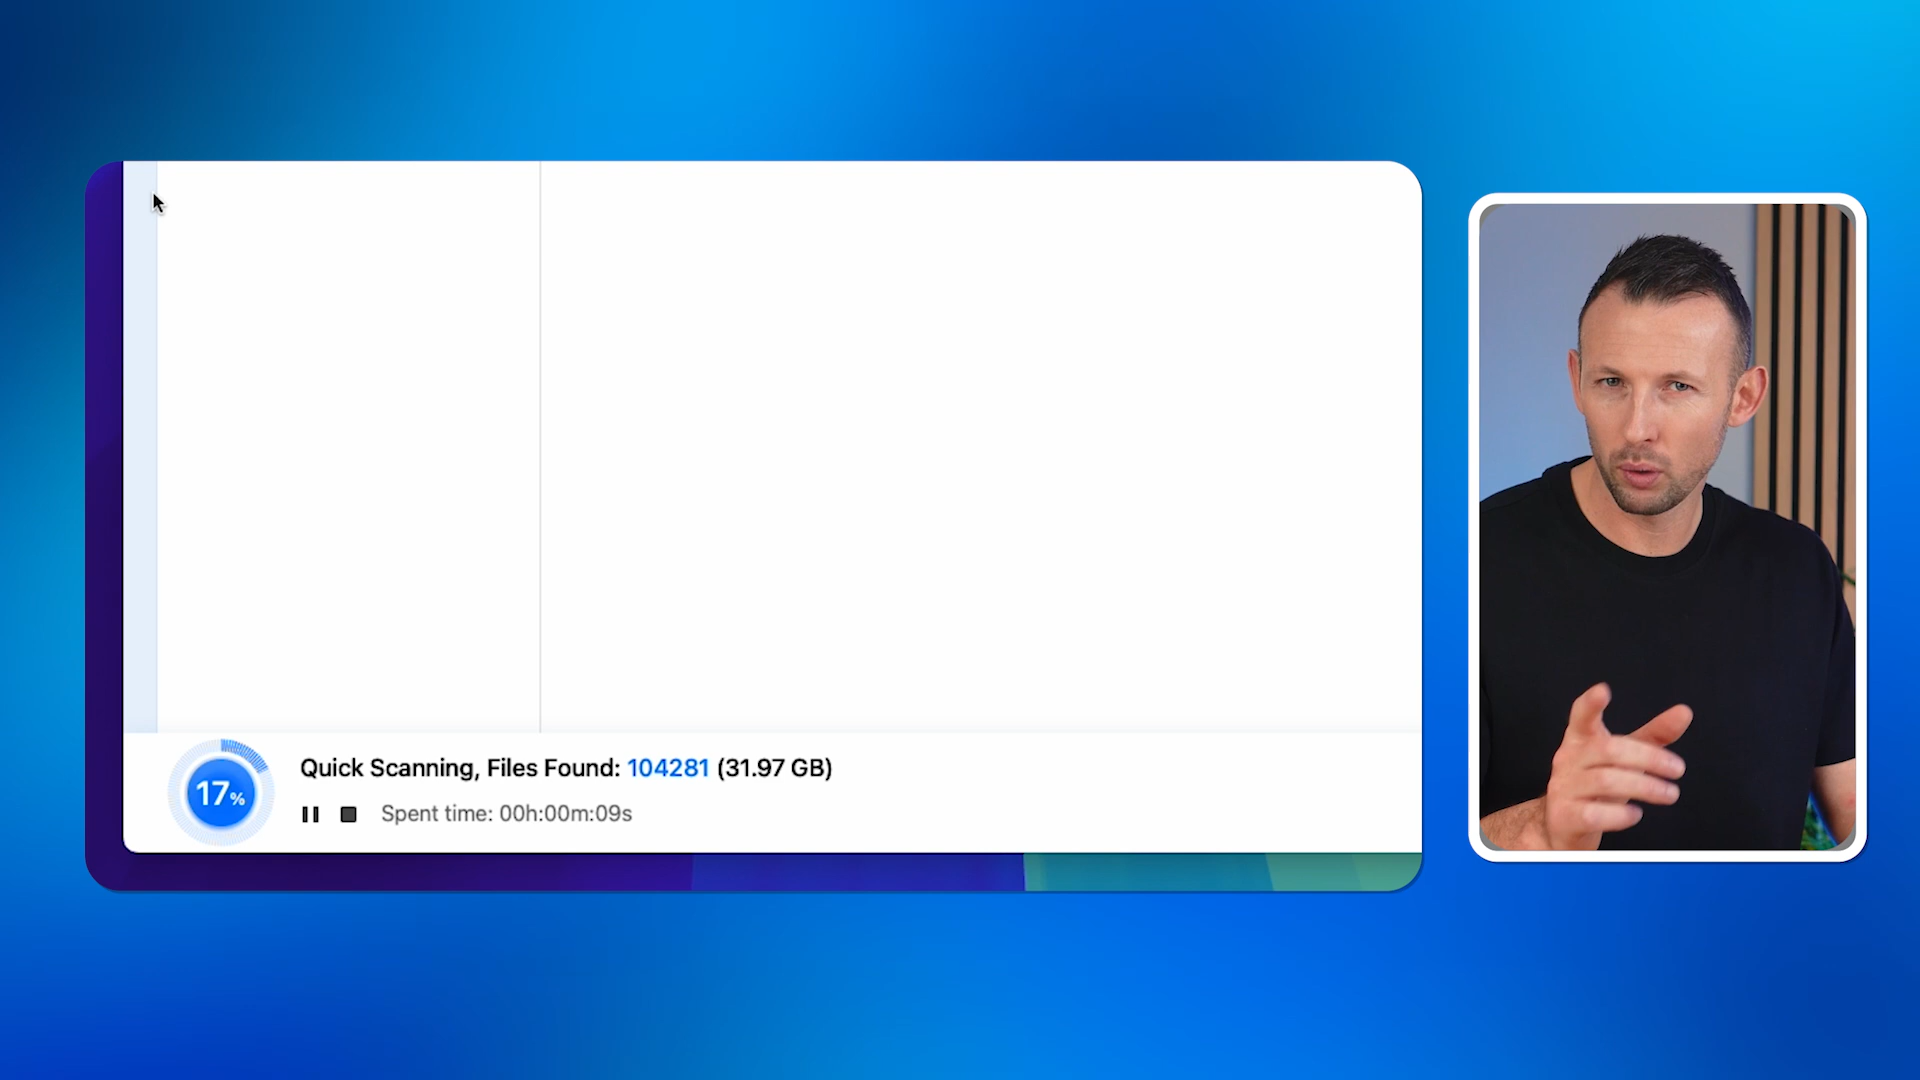 17%
Quick Scanning, Files Found: 104281 (31.97 GB)
Spent time: 00h:00m:09s